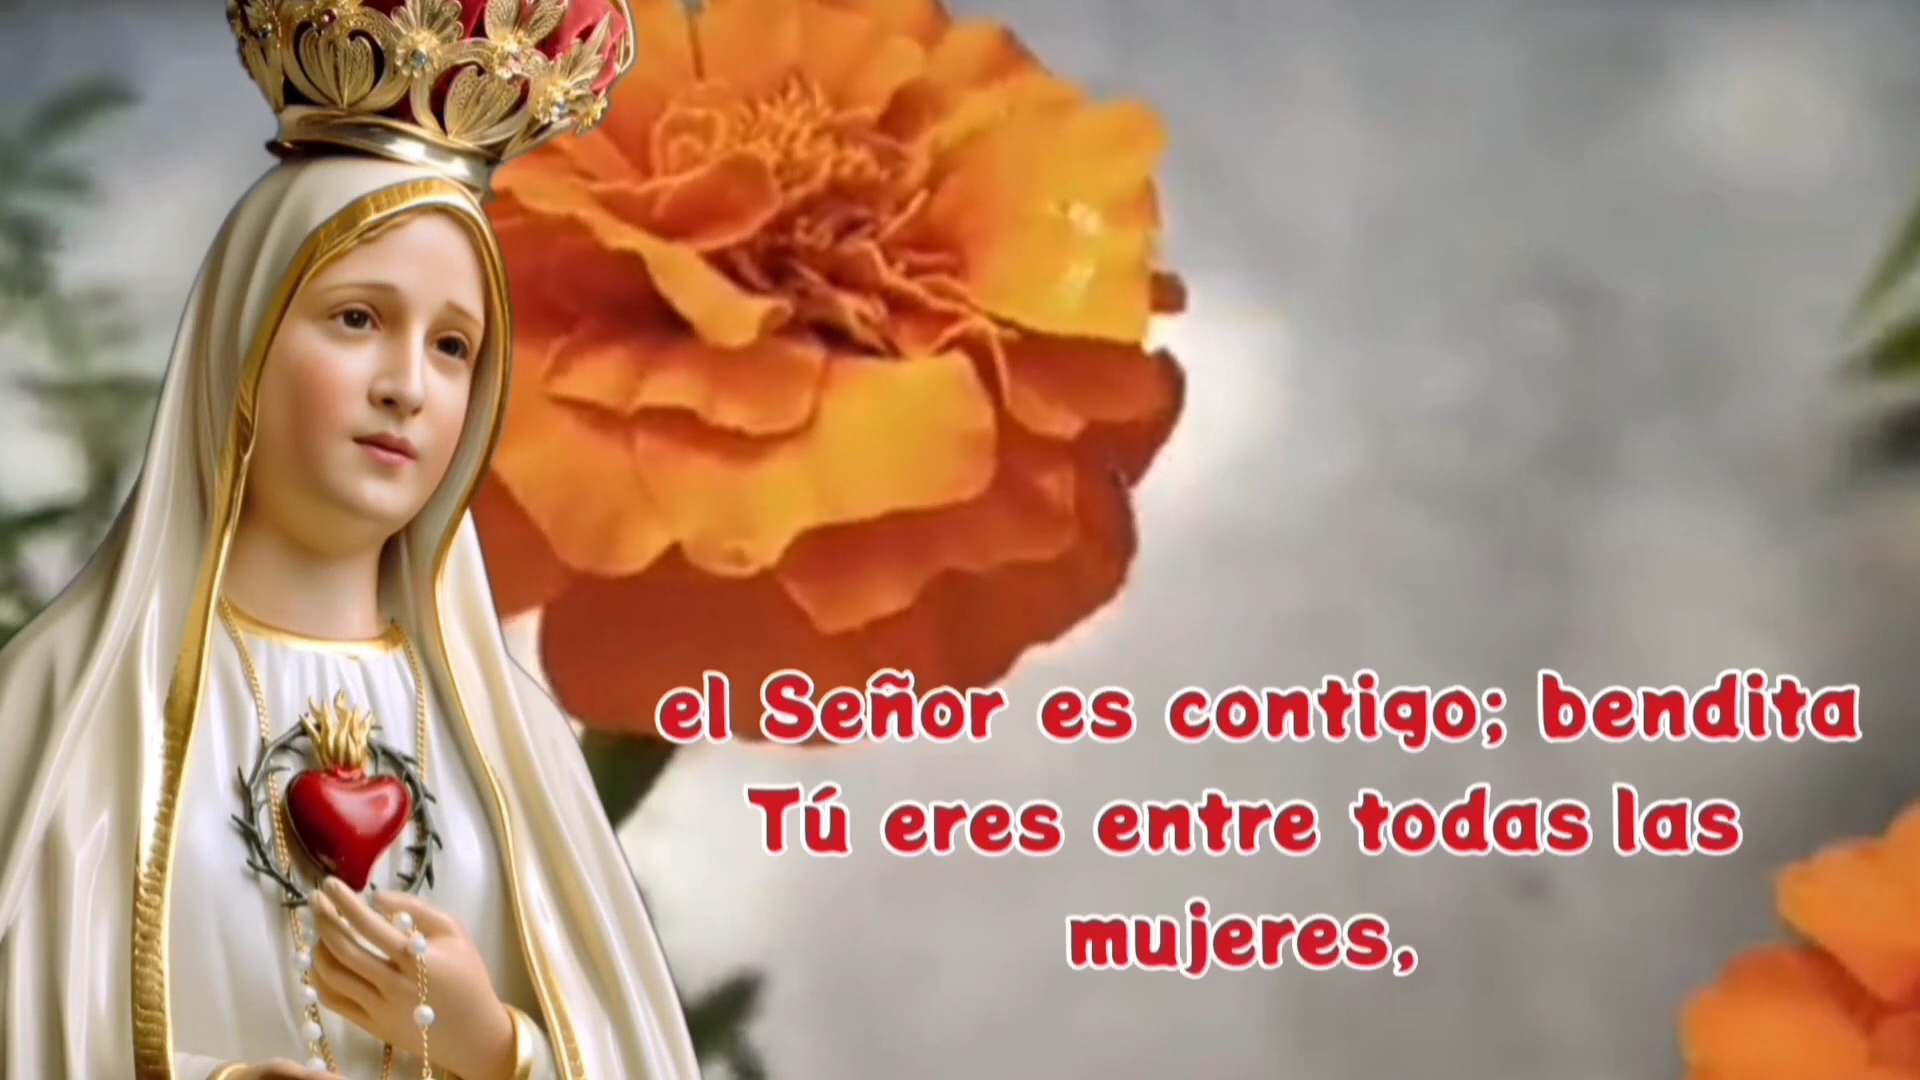 el Señor es contigo; bendita
Tú eres entre todas las
mujeres,